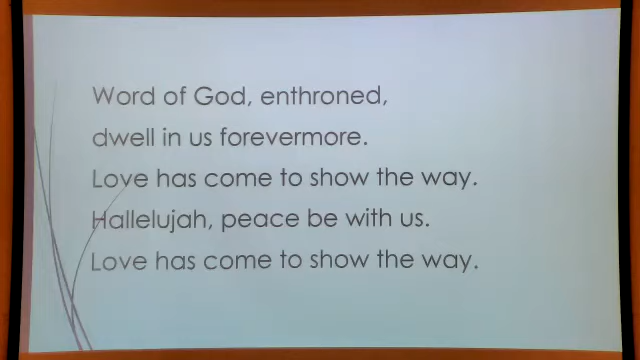 Word of God, enthroned,
dwell in us forevermore.
Love has come to show the way.
Hallelujah, peace be with us.
Love has come to show the way.